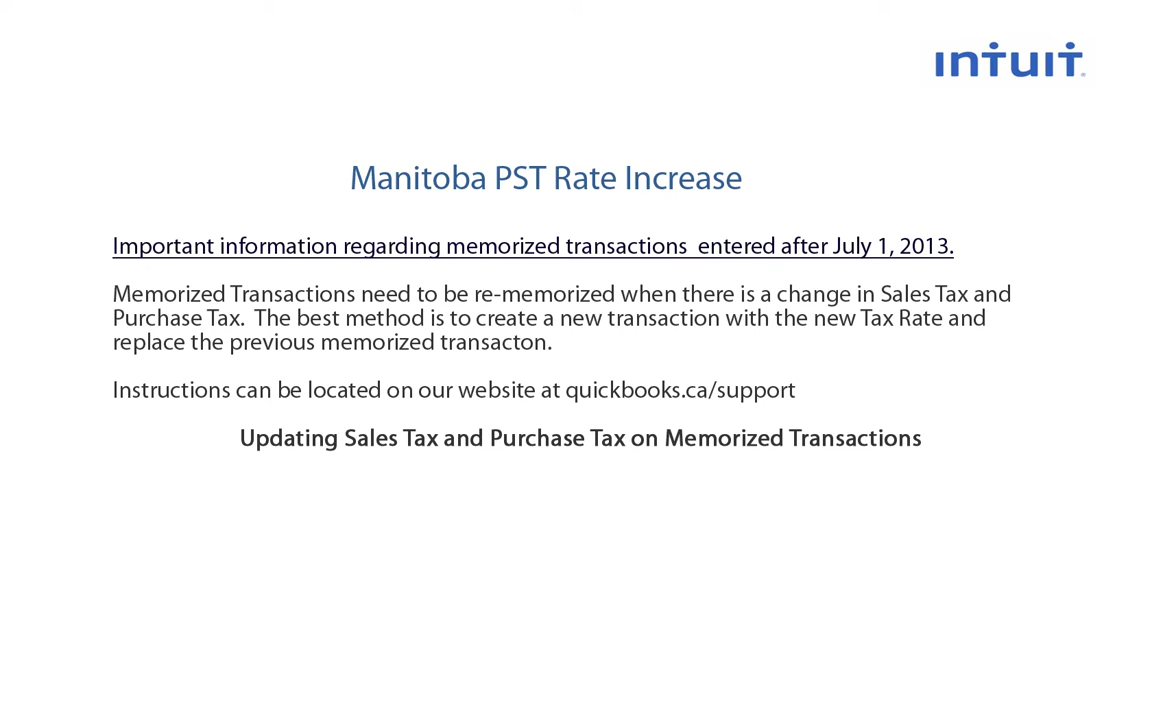 ıntuıt.
Manitoba PST Rate Increase
Important information regarding memorized transactions  entered after July 1, 2013.
Memorized Transactions need to be re-memorized when there is a change in Sales Tax and
Purchase Tax.  The best method is to create a new transaction with the new Tax Rate and
replace the previous memorized transacton.
Instructions can be located on our website at quickbooks.ca/support
Updating Sales Tax and Purchase Tax on Memorized Transactions